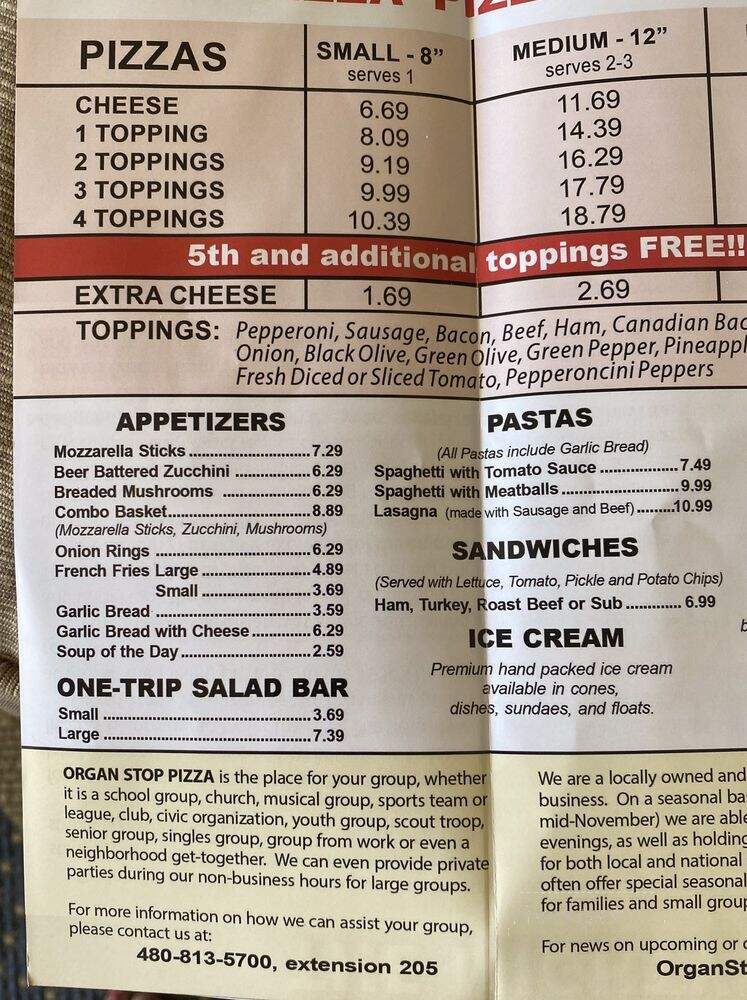 PIZZAS SMALL - 8" MEDIUM - 12"
serves 1 serves 2-3
CHEESE 6.69 11.69
1 TOPPING 8.09 14.39
2 TOPPINGS 9.19 16.29
3 TOPPINGS 9.99 17.79
4 TOPPINGS 10.39 18.79
5th and additional toppings FREE!!
EXTRA CHEESE 1.69 2.69
TOPPINGS: Pepperoni, Sausage, Bacon, Beef, Ham, Canadian Bac
Onion, Black Olive, Green Olive, Green Pepper, Pineappl
Fresh Diced or Sliced Tomato, Pepperoncini Peppers
APPETIZERS
Mozzarella Sticks ..............................7.29
Beer Battered Zucchini ....................6.29
Breaded Mushrooms ......................6.29
Combo Basket...................................8.89
(Mozzarella Sticks, Zucchini, Mushrooms)
Onion Rings .......................................6.29
French Fries Large ...........................4.89
Small ............................3.69
Garlic Bread .......................................3.59
Garlic Bread with Cheese ...............6.29
Soup of the Day.................................2.59
ONE-TRIP SALAD BAR
Small ....................................................3.69
Large ....................................................7.39
PASTAS
(All Pastas include Garlic Bread)
Spaghetti with Tomato Sauce ...................7.49
Spaghetti with Meatballs ............................9.99
Lasagna (made with Sausage and Beef).........10.99
SANDWICHES
(Served with Lettuce, Tomato, Pickle and Potato Chips)
Ham, Turkey, Roast Beef or Sub ............. 6.99
ICE CREAM
Premium hand packed ice cream
available in cones,
dishes, sundaes, and floats.
ORGAN STOP PIZZA is the place for your group, whether
it is a school group, church, musical group, sports team or
league, club, civic organization, youth group, scout troop,
senior group, singles group, group from work or even a
neighborhood get-together. We can even provide private
parties during our non-business hours for large groups.
For more information on how we can assist your group,
please contact us at:
480-813-5700, extension 205
We are a locally owned and
business. On a seasonal ba
mid-November) we are able
evenings, as well as holding
for both local and national
often offer special seasonal
for families and small group
For news on upcoming or
OrganSt